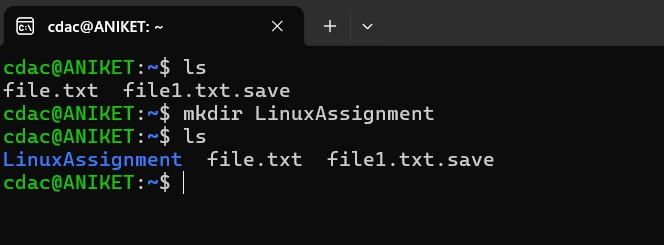 cdac@ANIKET: ~
cdac@ANIKET:~$ ls
file.txt  file1.txt.save
cdac@ANIKET:~$ mkdir LinuxAssignment
cdac@ANIKET:~$ ls
LinuxAssignment  file.txt  file1.txt.save
cdac@ANIKET:~$